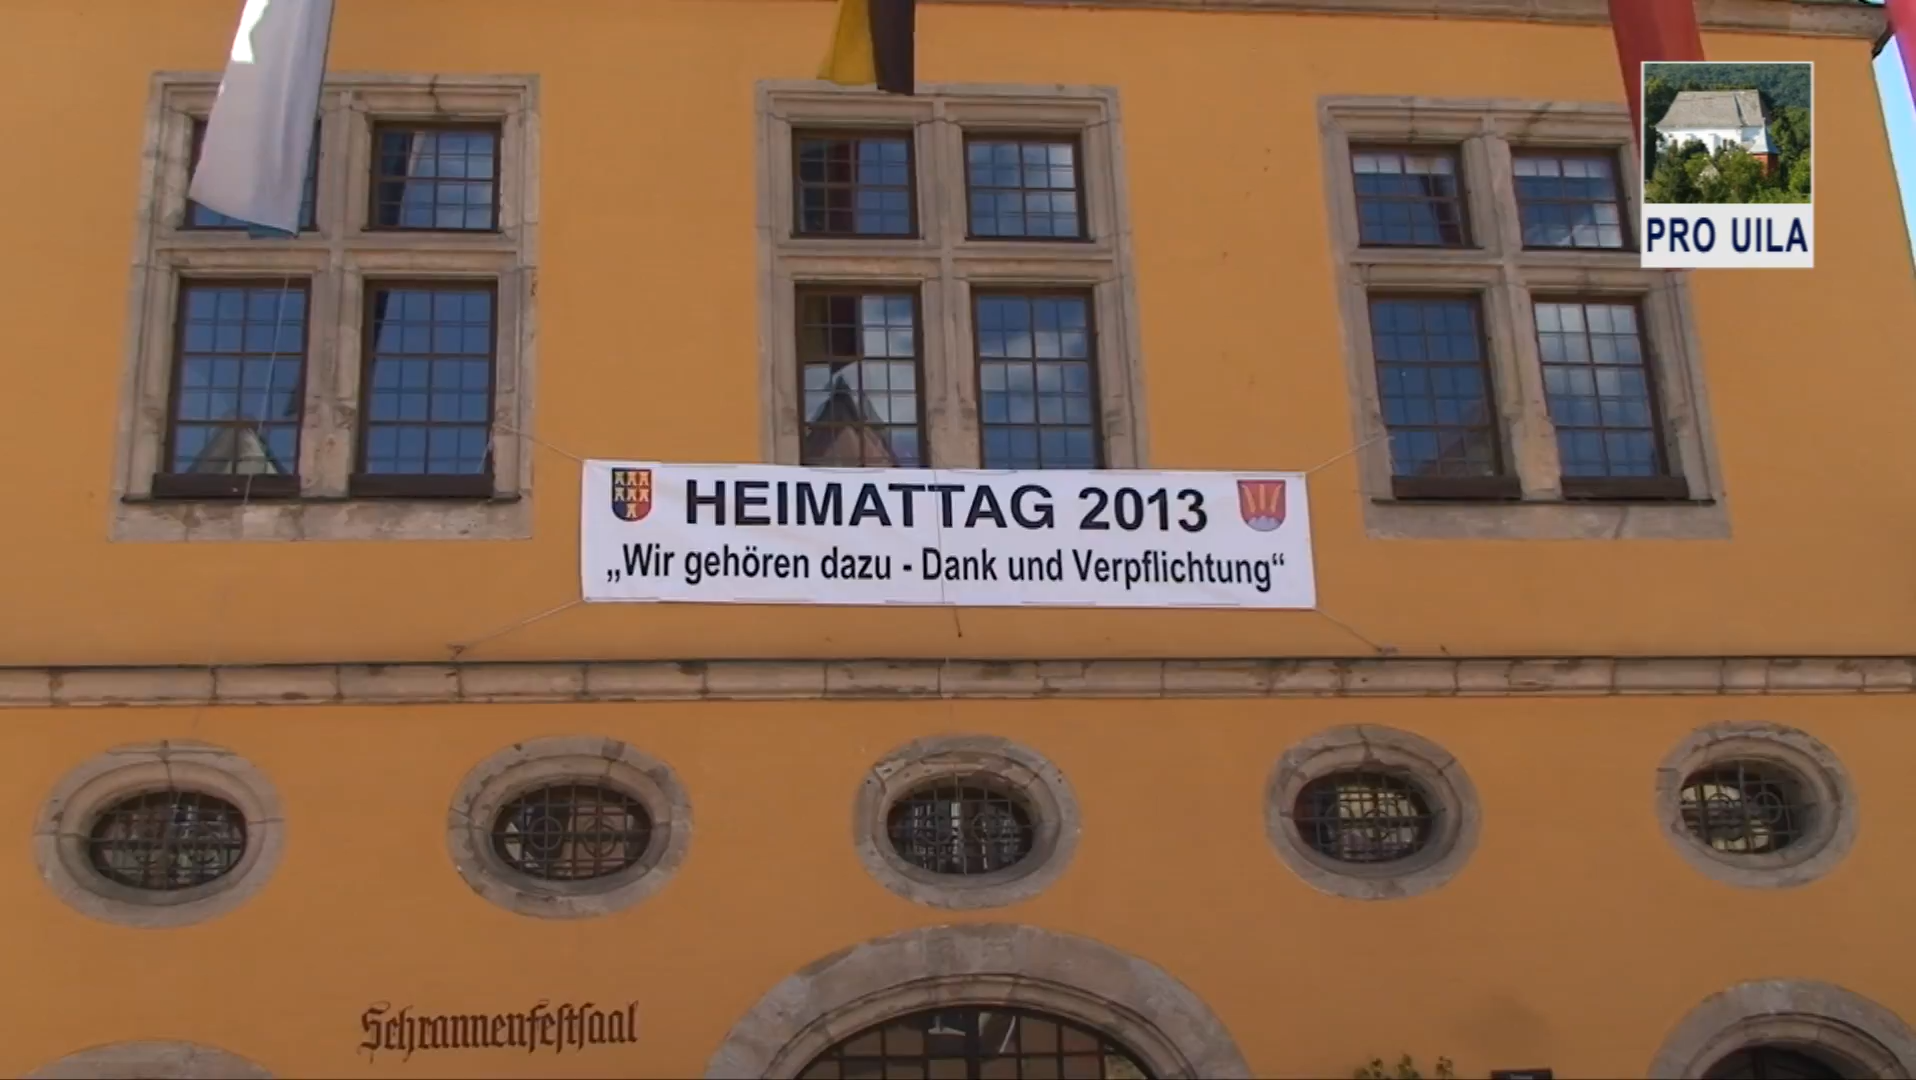 PRO UILA
HEIMATTAG 2013
„Wir gehören dazu - Dank und Verpflichtung“
Schrannenfestsaal